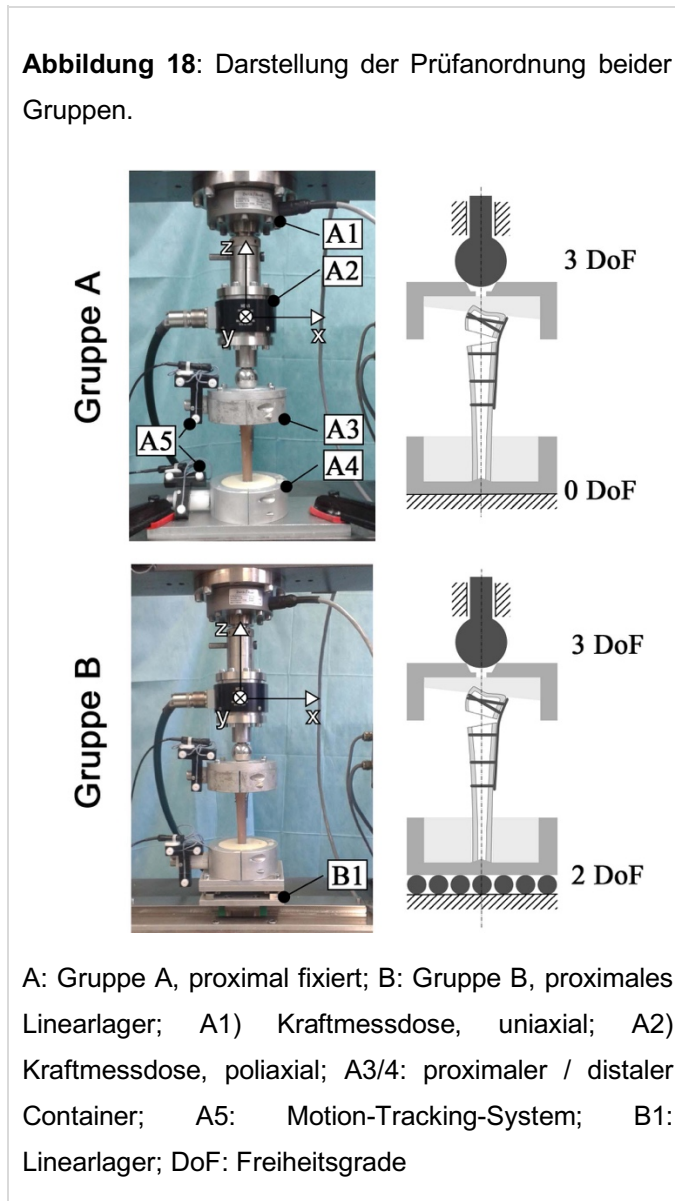 Abbildung 18: Darstellung der Prüfanordnung beider
Gruppen.
Gruppe A
A1
z
A2
y
x
A3
A5
A4
3 DoF
0 DoF
Gruppe B
z
y
x
B1
3 DoF
2 DoF
A: Gruppe A, proximal fixiert; B: Gruppe B, proximales
Linearlager; A1) Kraftmessdose, uniaxial; A2)
Kraftmessdose, poliaxial; A3/4: proximaler / distaler
Container; A5: Motion-Tracking-System; B1:
Linearlager; DoF: Freiheitsgrade